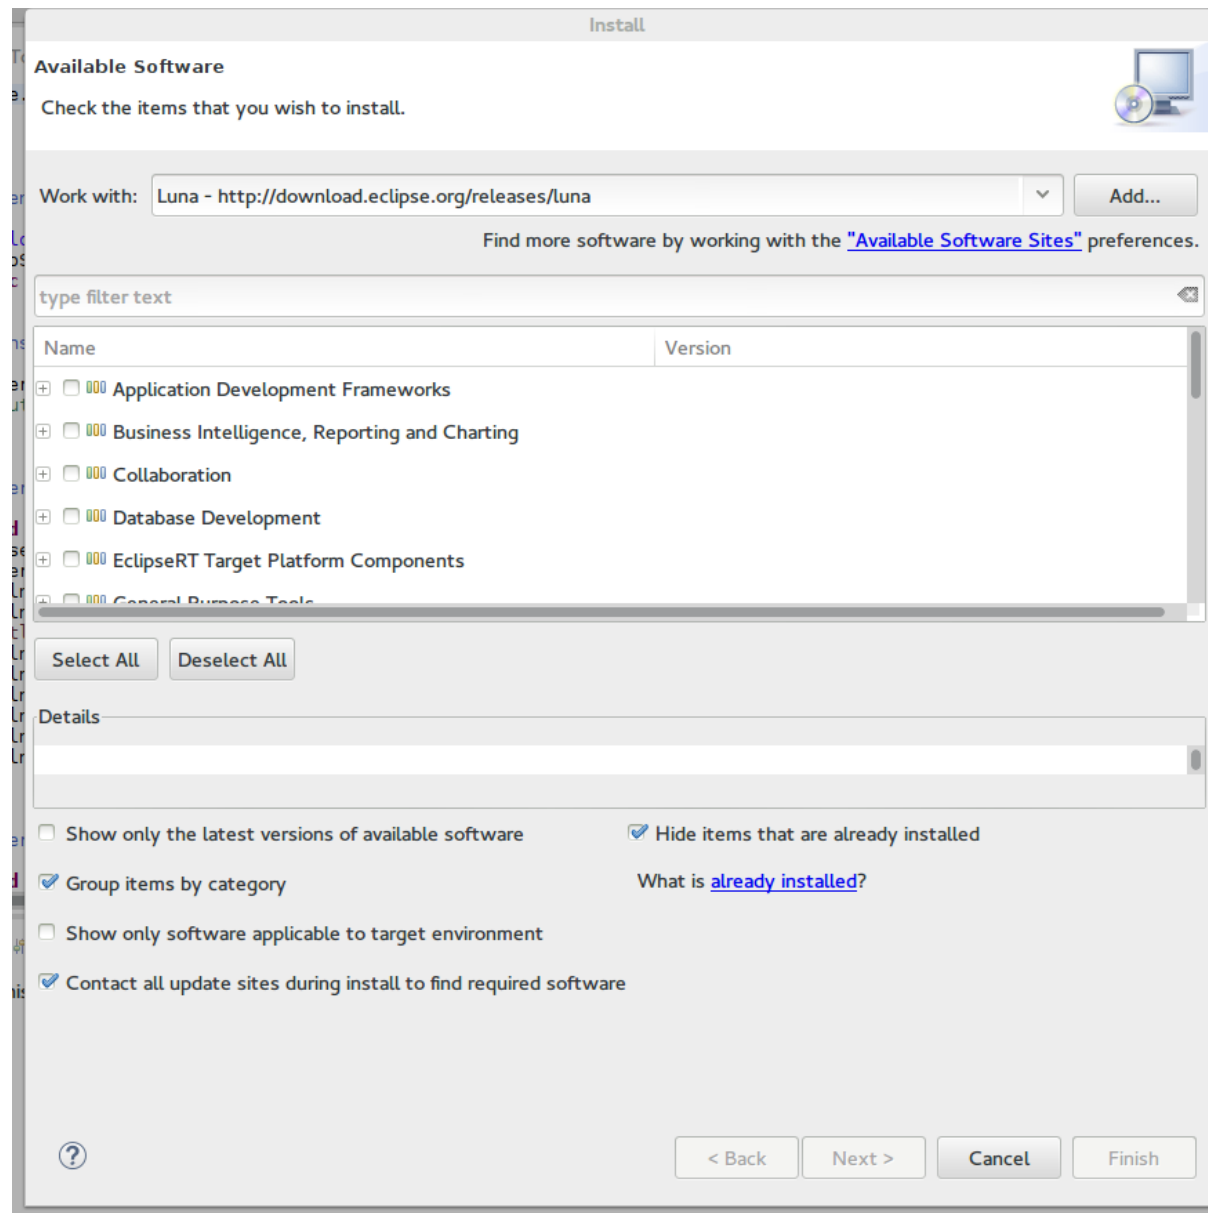 Install
Available Software
Check the items that you wish to install.
Work with: Luna - http://download.eclipse.org/releases/luna Add...
Find more software by working with the "Available Software Sites" preferences.
type filter text
Name Version
Application Development Frameworks
Business Intelligence, Reporting and Charting
Collaboration
Database Development
EclipseRT Target Platform Components
General Purpose Tools
Select All Deselect All
Details
Show only the latest versions of available software Hide items that are already installed
Group items by category What is already installed?
Show only software applicable to target environment
Contact all update sites during install to find required software
< Back Next > Cancel Finish